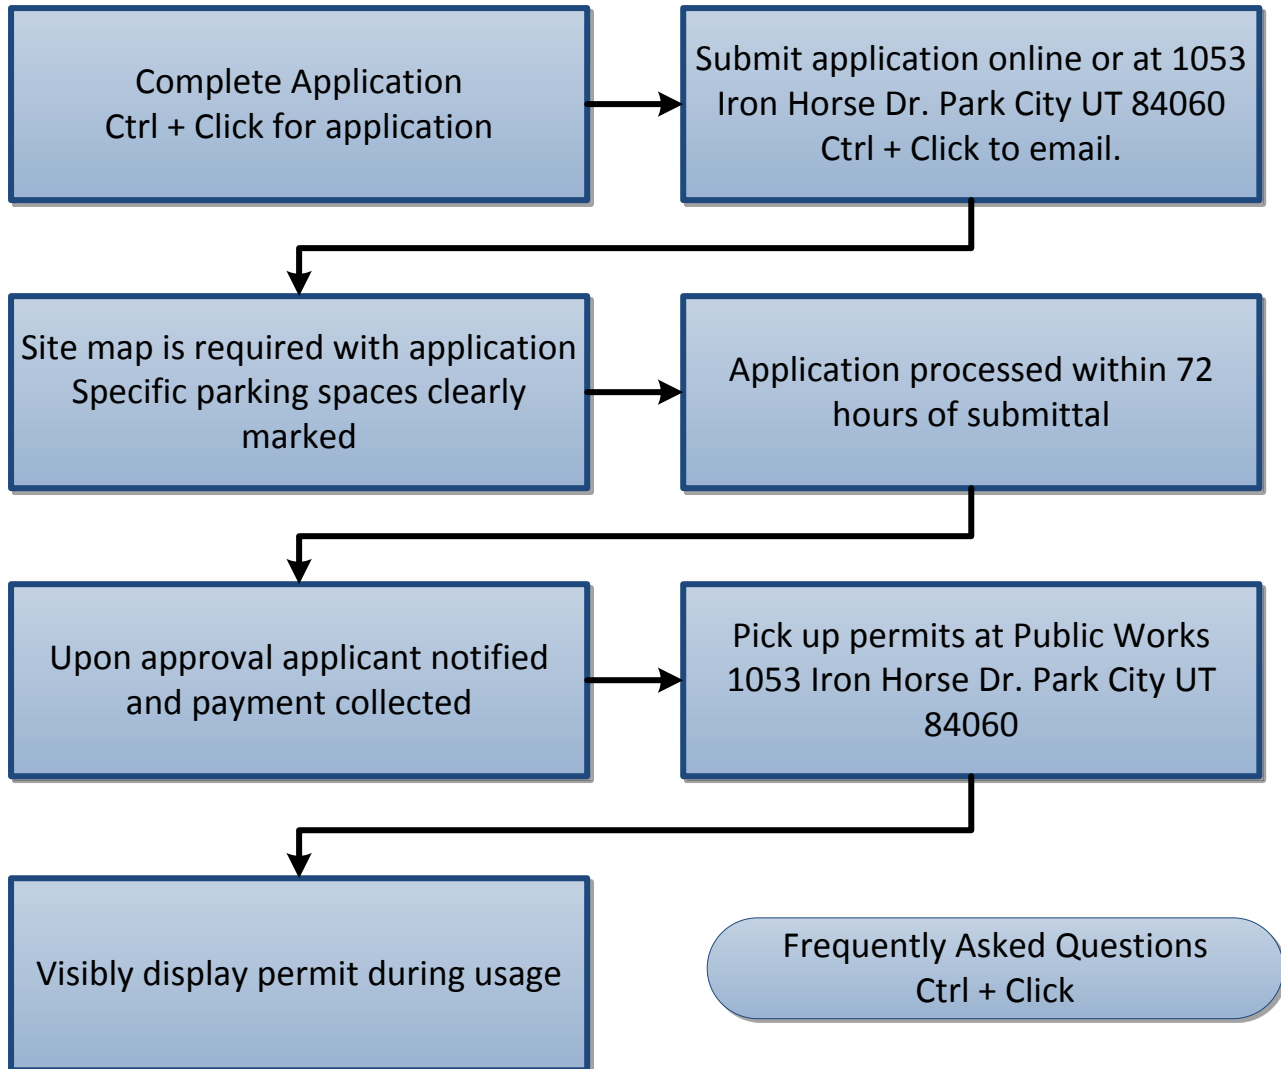 Complete Application
Ctrl + Click for application
Submit application online or at 1053
Iron Horse Dr. Park City UT 84060
Ctrl + Click to email.
Site map is required with application
Specific parking spaces clearly
marked
Application processed within 72
hours of submittal
Upon approval applicant notified
and payment collected
Pick up permits at Public Works
1053 Iron Horse Dr. Park City UT
84060
Visibly display permit during usage
Frequently Asked Questions
Ctrl + Click